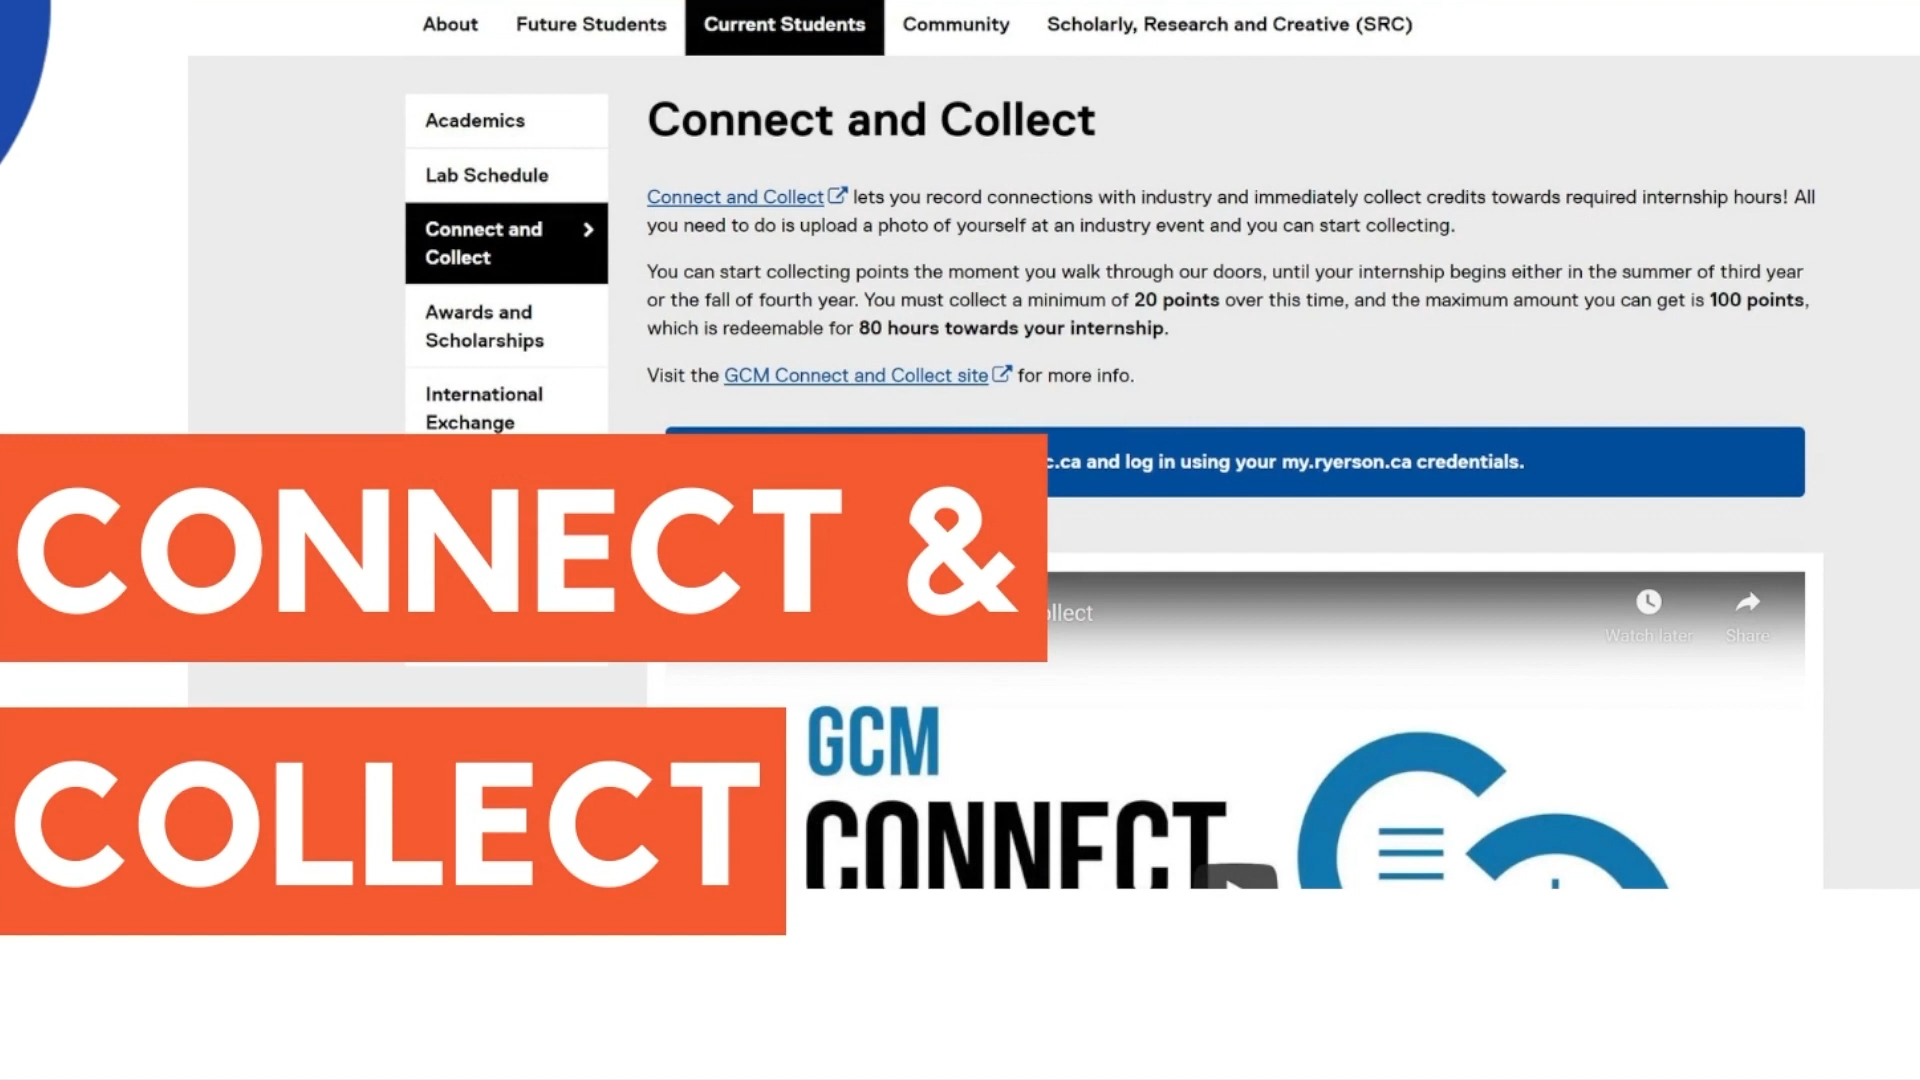 About Future Students Current Students Community Scholarly, Research and Creative (SRC)
Academics
Lab Schedule
Connect and
Collect
Awards and
Scholarships
International
Exchange
Connect and Collect
Connect and Collect lets you record connections with industry and immediately collect credits towards required internship hours! All
you need to do is upload a photo of yourself at an industry event and you can start collecting.
You can start collecting points the moment you walk through our doors, until your internship begins either in the summer of third year
or the fall of fourth year. You must collect a minimum of 20 points over this time, and the maximum amount you can get is 100 points,
which is redeemable for 80 hours towards your internship.
Visit the GCM Connect and Collect site for more info.
.ca and log in using your my.ryerson.ca credentials.
CONNECT &
COLLECT
Watch later Share
GCM
CONNECT